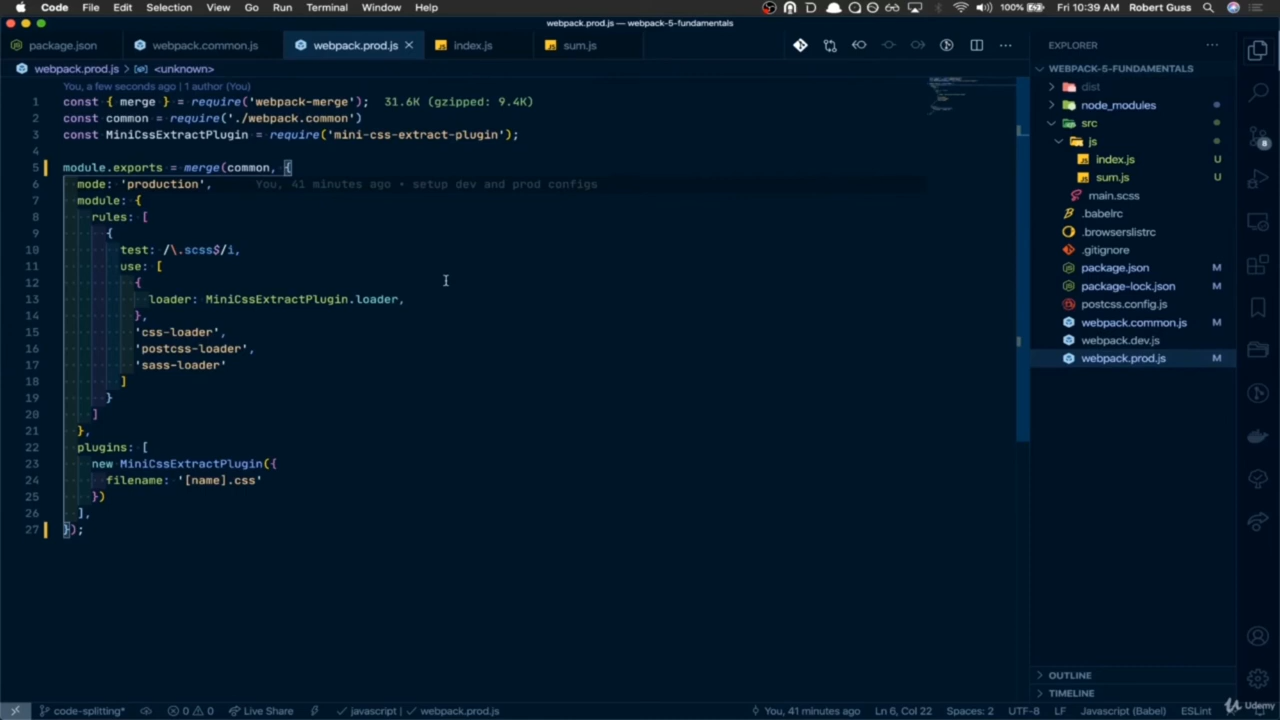 Code File Edit Selection View Go Run Terminal Window Help
100% Fri 10:39 AM Robert Guss
webpack.prod.js — webpack-5-fundamentals
package.json webpack.common.js webpack.prod.js index.js sum.js
webpack.prod.js > <unknown>
You, a few seconds ago | 1 author (You)
1 const { merge } = require('webpack-merge'); 31.6K (gzipped: 9.4K)
2 const common = require('./webpack.common')
3 const MiniCssExtractPlugin = require('mini-css-extract-plugin');
4
5 module.exports = merge(common, {
6 mode: 'production', You, 41 minutes ago • setup dev and prod configs
7 module: {
8 rules: [
9 {
10 test: /\.scss$/i,
11 use: [
12 {
13 loader: MiniCssExtractPlugin.loader,
14 },
15 'css-loader',
16 'postcss-loader',
17 'sass-loader'
18 ]
19 }
20 ]
21 },
22 plugins: [
23 new MiniCssExtractPlugin({
24 filename: '[name].css'
25 })
26 ],
27 });
EXPLORER
WEBPACK-5-FUNDAMENTALS
dist
node_modules
src
js
index.js U
sum.js U
main.scss
.babelrc
.browserslistrc
.gitignore
package.json M
package-lock.json M
postcss.config.js
webpack.common.js M
webpack.dev.js
webpack.prod.js M
OUTLINE
TIMELINE
8
code-splitting* 0 0 Live Share javascript | webpack.prod.js You, 41 minutes ago Ln 6, Col 22 Spaces: 2 UTF-8 LF Javascript (Babel) ESLint
Udemy